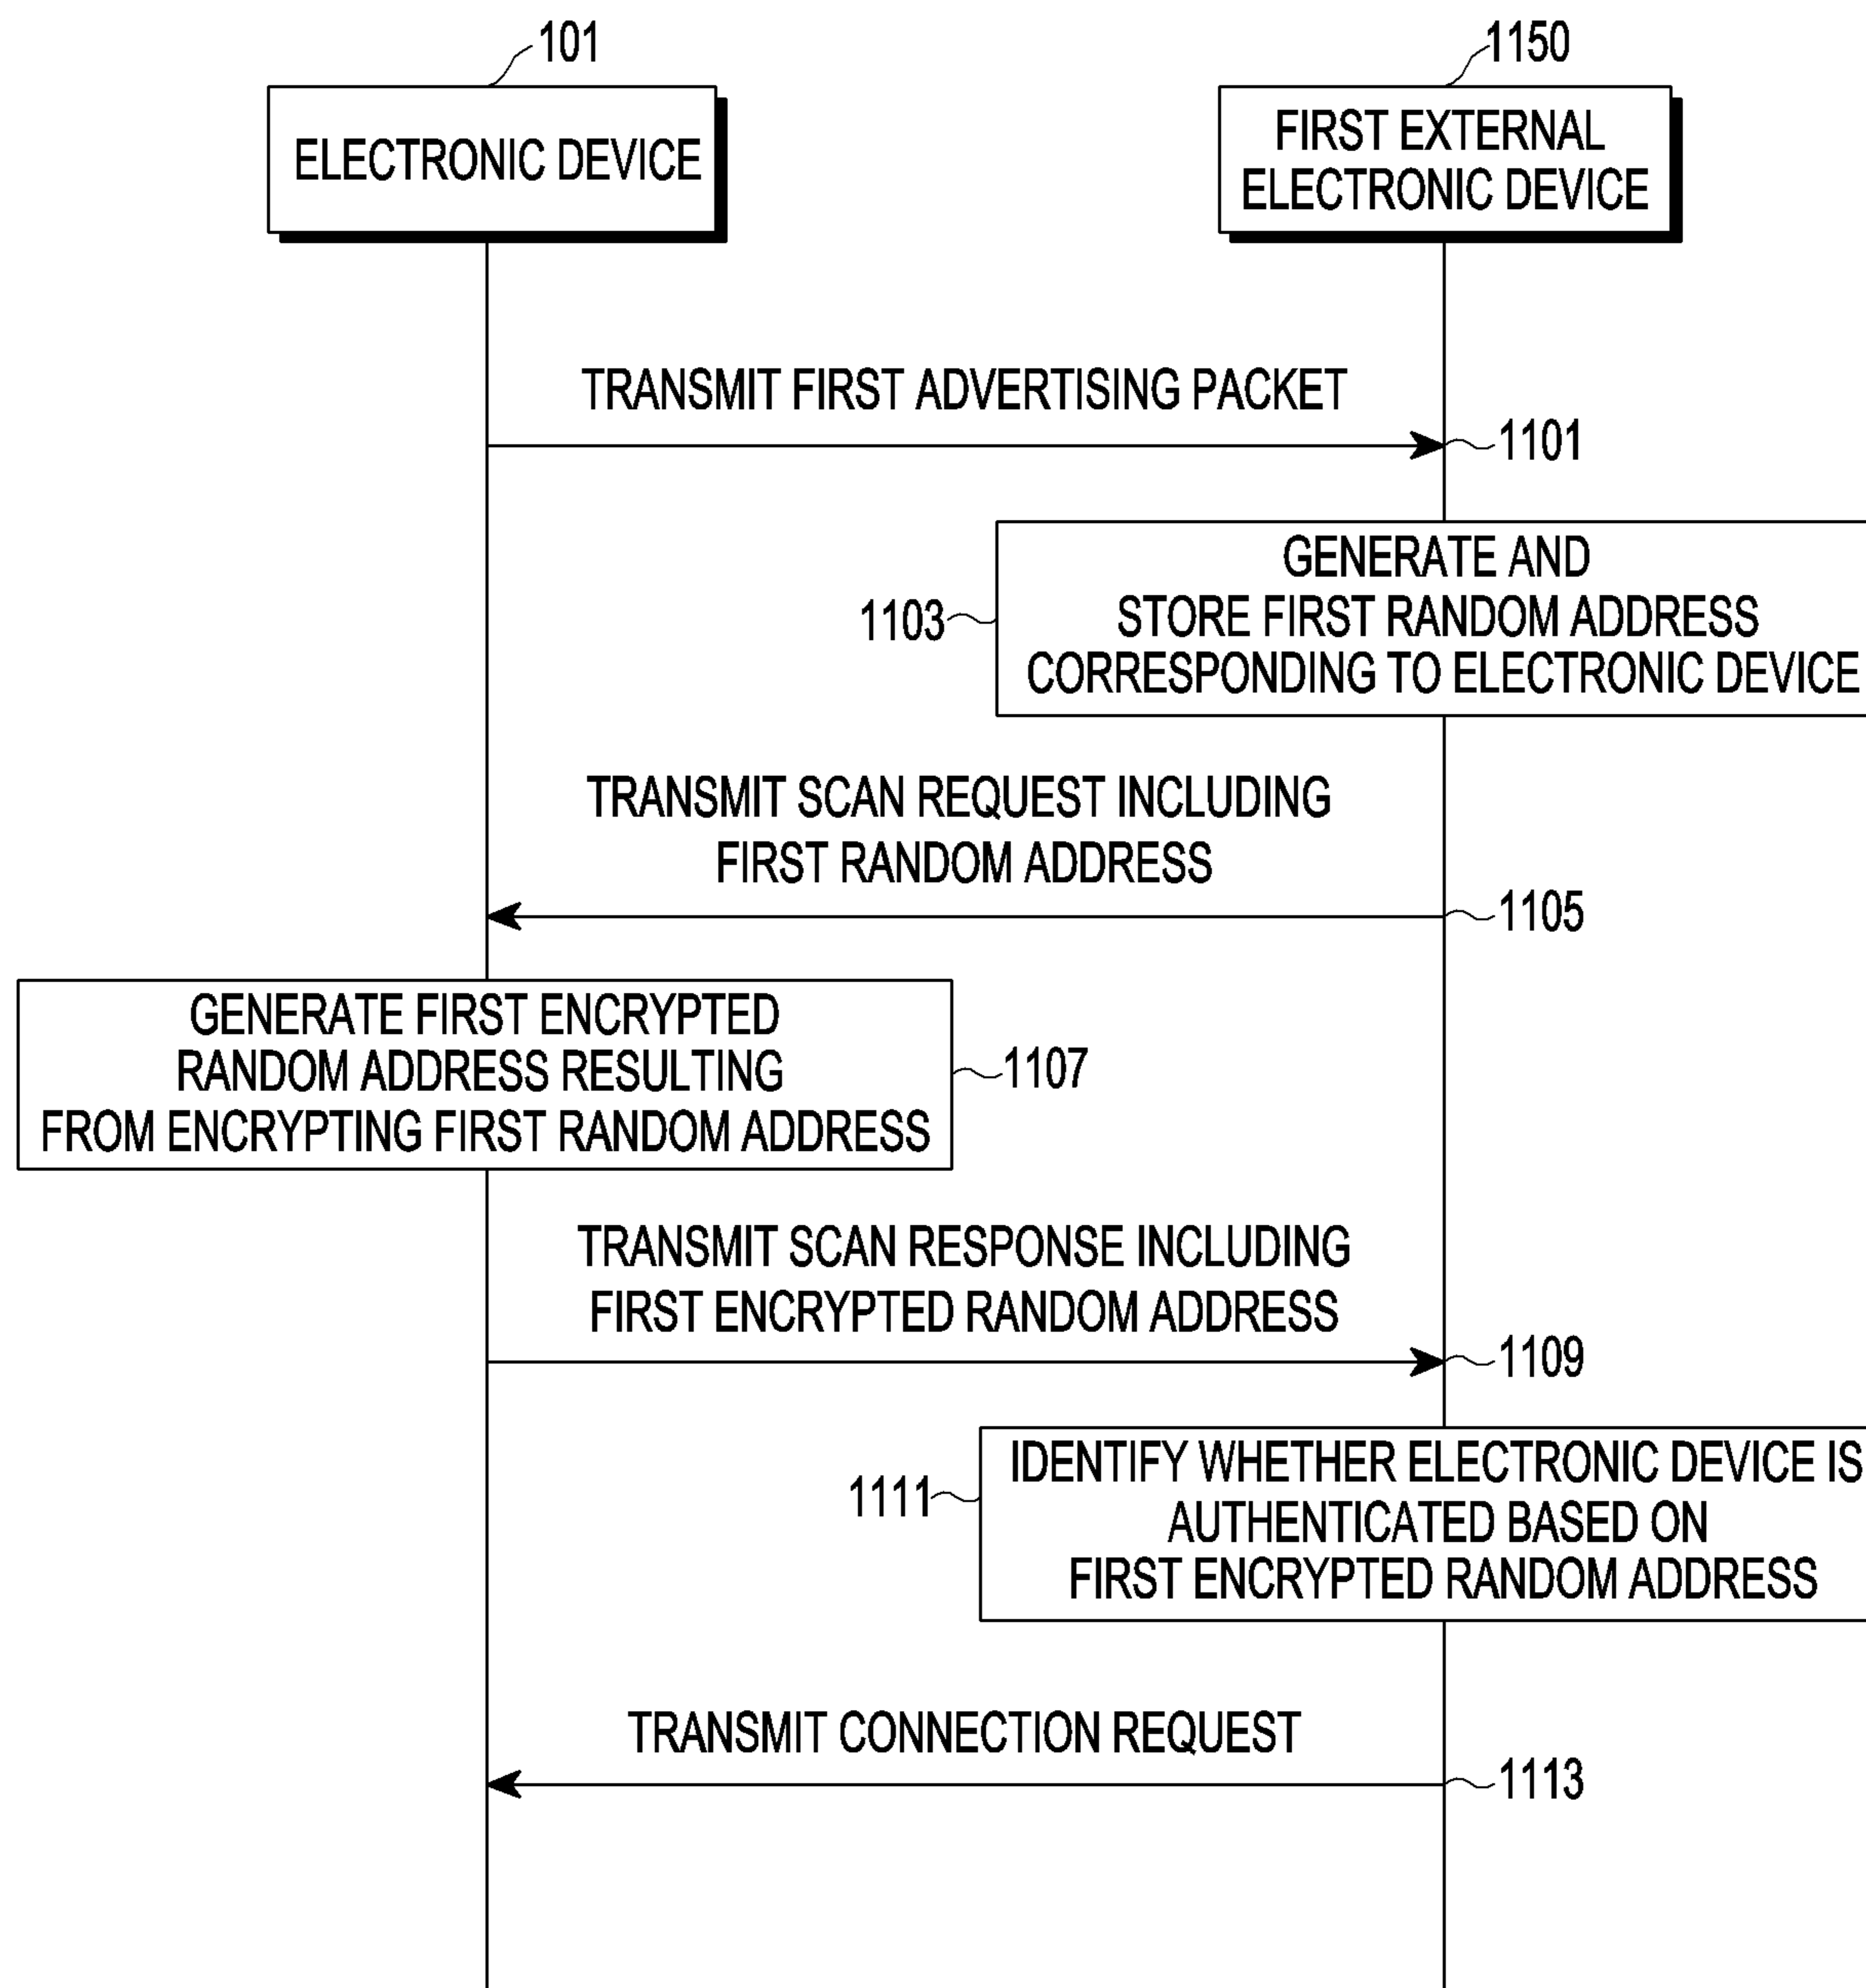 101
1150
ELECTRONIC DEVICE
FIRST EXTERNAL
ELECTRONIC DEVICE
TRANSMIT FIRST ADVERTISING PACKET
1101
GENERATE AND
STORE FIRST RANDOM ADDRESS
CORRESPONDING TO ELECTRONIC DEVICE
1103
TRANSMIT SCAN REQUEST INCLUDING
FIRST RANDOM ADDRESS
1105
GENERATE FIRST ENCRYPTED
RANDOM ADDRESS RESULTING
FROM ENCRYPTING FIRST RANDOM ADDRESS
1107
TRANSMIT SCAN RESPONSE INCLUDING
FIRST ENCRYPTED RANDOM ADDRESS
1109
IDENTIFY WHETHER ELECTRONIC DEVICE IS
AUTHENTICATED BASED ON
FIRST ENCRYPTED RANDOM ADDRESS
1111
TRANSMIT CONNECTION REQUEST
1113